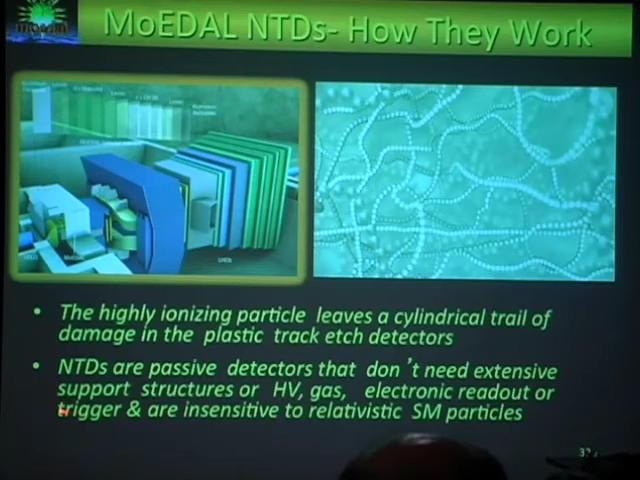 MoEDAL NTDs- How They Work
LHCb
• The highly ionizing particle leaves a cylindrical trail of
damage in the plastic track etch detectors
• NTDs are passive detectors that don't need extensive
support structures or HV, gas, electronic readout or
trigger & are insensitive to relativistic SM particles